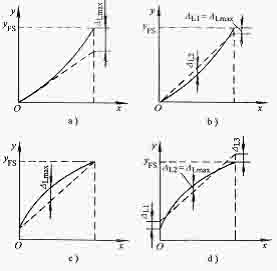 y
y_FS
Δ_Lmax
O
x
a)
y
y_FS
Δ_L1=Δ_Lmax
Δ_L2
O
x
b)
y
y_FS
Δ_Lmax
O
x
c)
y
y_FS
Δ_L3
Δ_L2=Δ_Lmax
Δ_L1
O
x
d)